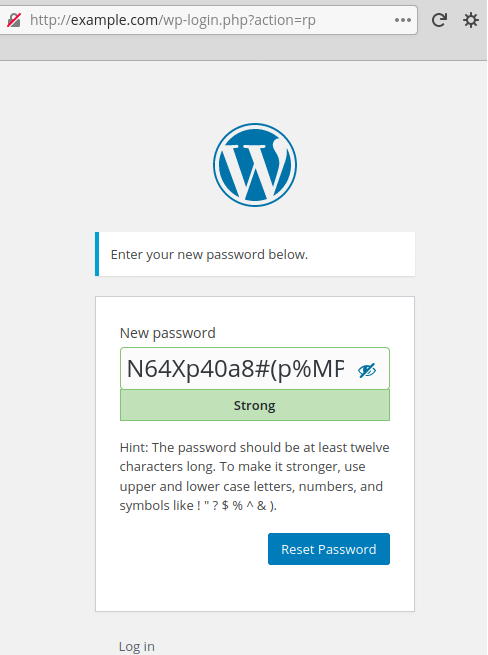 http://example.com/wp-login.php?action=rp
Enter your new password below.
New password
N64Xp40a8#(p%MF
Strong
Hint: The password should be at least twelve
characters long. To make it stronger, use
upper and lower case letters, numbers, and
symbols like ! " ? $ % ^ & ).
Reset Password
Log in